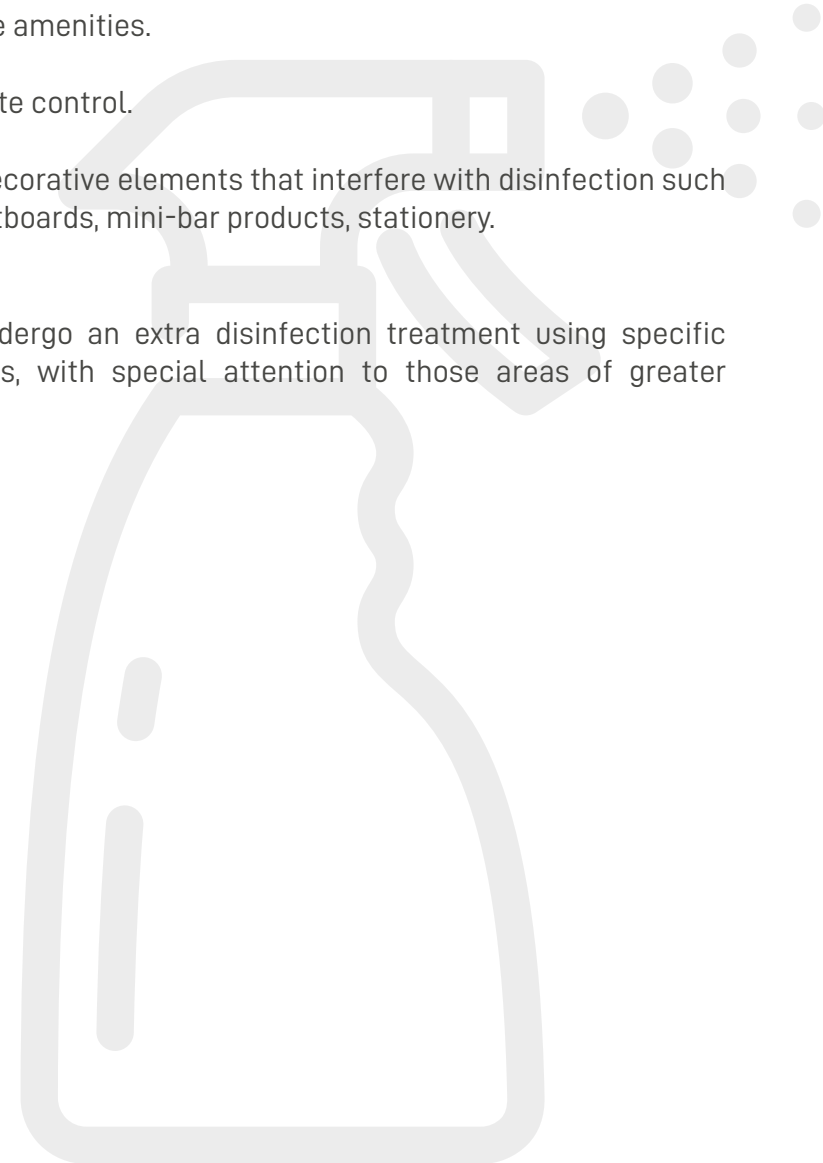 e amenities.
te control.
ecorative elements that interfere with disinfection such
tboards, mini-bar products, stationery.
dergo an extra disinfection treatment using specific
s, with special attention to those areas of greater